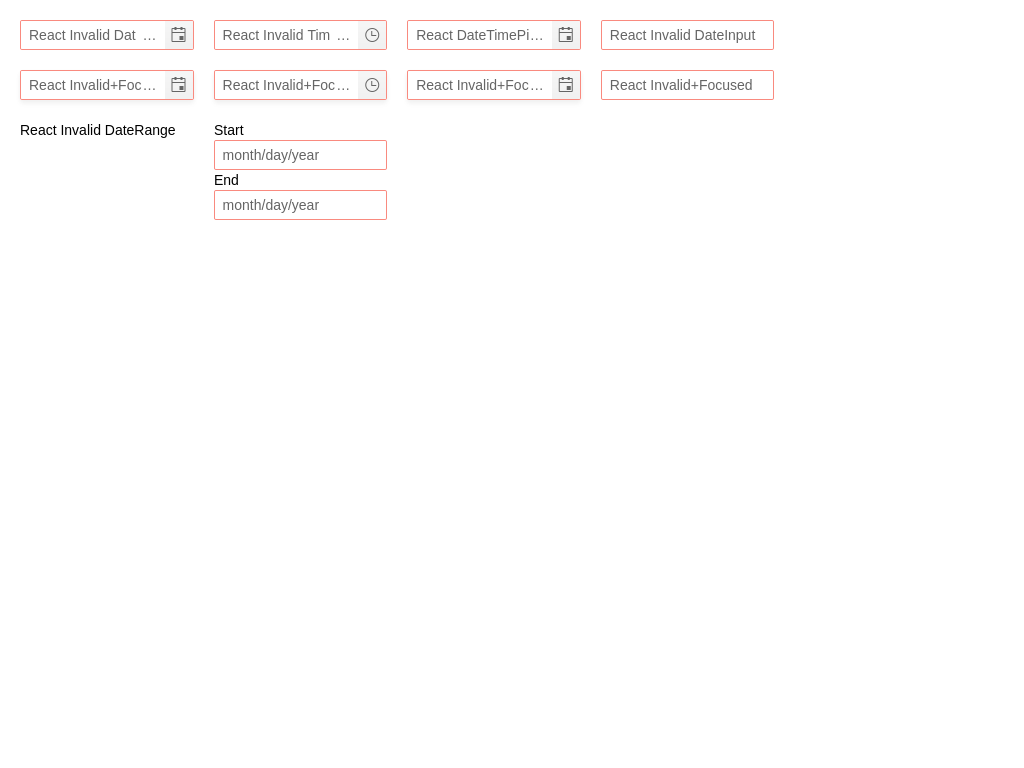 React Invalid Dat … React Invalid Tim … React DateTimePi… React Invalid DateInput
React Invalid+Foc… React Invalid+Foc… React Invalid+Foc… React Invalid+Focused
React Invalid DateRange Start
month/day/year
End
month/day/year